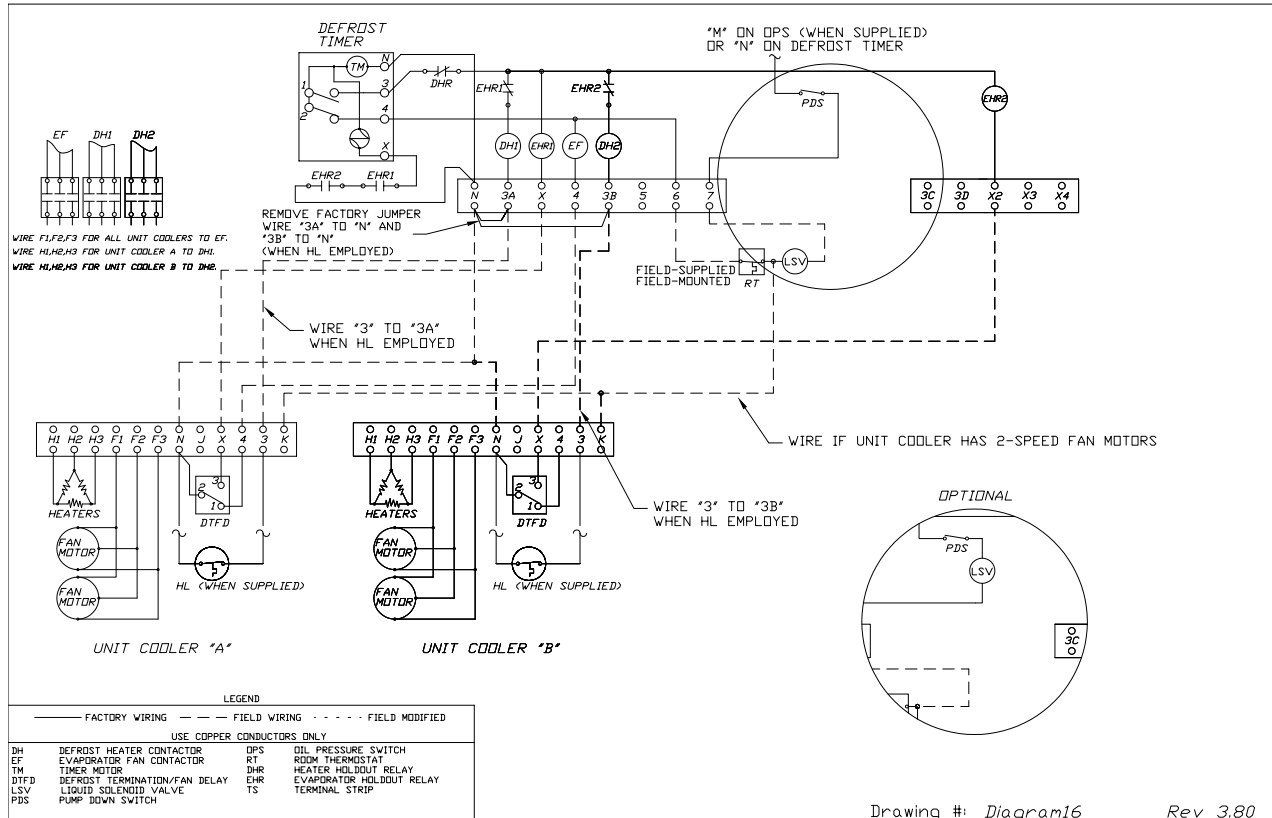 DEFROST
TIMER
"M" ON OPS (WHEN SUPPLIED)
OR "N" ON DEFROST TIMER
TM
N
1
3
2
4
X
DHR
EHR1
EHR2
PDS
EHR2
DH1
EHR1
EF
DH2
EF
DH1
DH2
EHR2
EHR1
N
3A
X
4
3B
5
6
7
3C
3D
X2
X3
X4
WIRE F1,F2,F3 FOR ALL UNIT COOLERS TO EF.
WIRE H1,H2,H3 FOR UNIT COOLER A TO DH1.
WIRE H1,H2,H3 FOR UNIT COOLER B TO DH2.
REMOVE FACTORY JUMPER
WIRE "3A" TO "N" AND
"3B" TO "N"
(WHEN HL EMPLOYED)
FIELD-SUPPLIED
FIELD-MOUNTED
RT
LSV
WIRE "3" TO "3A"
WHEN HL EMPLOYED
H1 H2 H3 F1 F2 F3 N J X 4 3 K
H1 H2 H3 F1 F2 F3 N J X 4 3 K
WIRE IF UNIT COOLER HAS 2-SPEED FAN MOTORS
HEATERS
3
2
1
DTFD
HEATERS
3
2
1
DTFD
WIRE "3" TO "3B"
WHEN HL EMPLOYED
FAN
MOTOR
FAN
MOTOR
HL (WHEN SUPPLIED)
FAN
MOTOR
FAN
MOTOR
HL (WHEN SUPPLIED)
UNIT COOLER "A"
UNIT COOLER "B"
OPTIONAL
PDS
LSV
3C
LEGEND
FACTORY WIRING FIELD WIRING FIELD MODIFIED
USE COPPER CONDUCTORS ONLY
DH DEFROST HEATER CONTACTOR OPS OIL PRESSURE SWITCH
EF EVAPORATOR FAN CONTACTOR RT ROOM THERMOSTAT
TM TIMER MOTOR DHR HEATER HOLDOUT RELAY
DTFD DEFROST TERMINATION/FAN DELAY EHR EVAPORATOR HOLDOUT RELAY
LSV LIQUID SOLENOID VALVE TS TERMINAL STRIP
PDS PUMP DOWN SWITCH
Drawing #: Diagram16 Rev 3.80